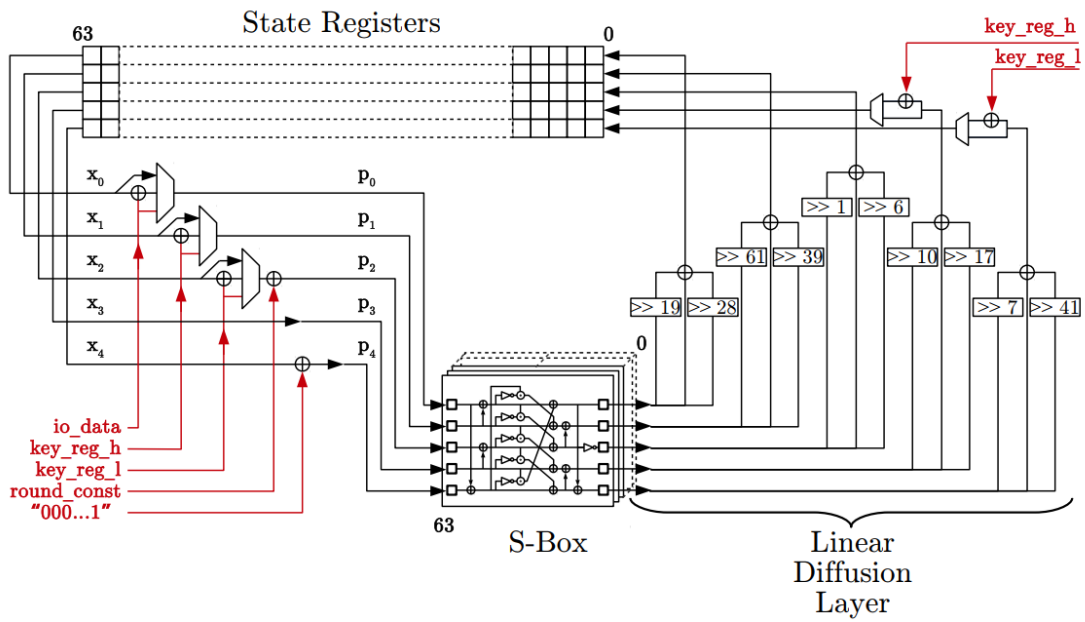 State Registers
63
0
key_reg_h
key_reg_l
x0
p0
x1
p1
x2
p2
x3
p3
x4
p4
>> 1
>> 6
>> 61
>> 39
>> 10
>> 17
>> 19
>> 28
>> 7
>> 41
0
io_data
key_reg_h
key_reg_l
round_const
“000...1”
63
S-Box
Linear
Diffusion
Layer